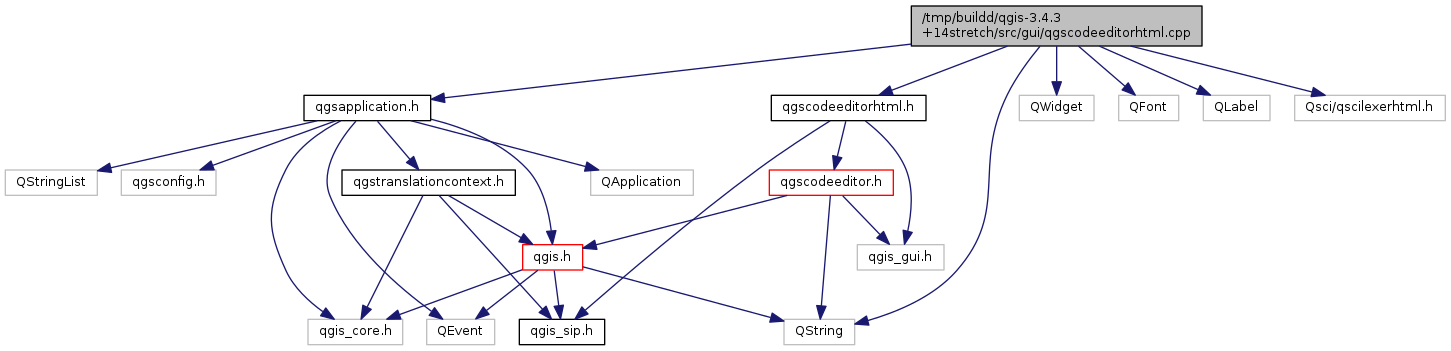 /tmp/buildd/qgis-3.4.3
+14stretch/src/gui/qgscodeeditorhtml.cpp
qgsapplication.h
qgscodeeditorhtml.h
QWidget
QFont
QLabel
Qsci/qscilexerhtml.h
QStringList
qgsconfig.h
qgstranslationcontext.h
QApplication
qgscodeeditor.h
qgis.h
qgis_gui.h
qgis_core.h
QEvent
qgis_sip.h
QString